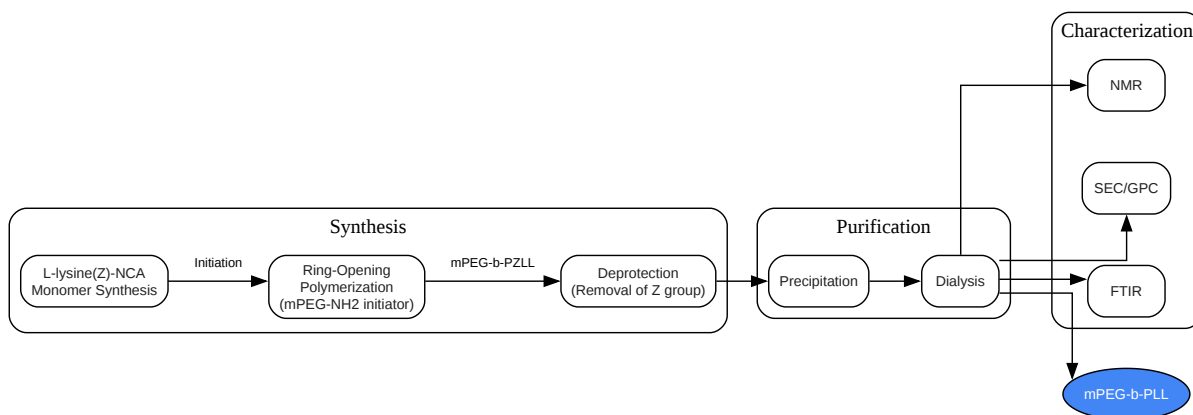 Characterization
NMR
SEC/GPC
Synthesis
Purification
L-lysine(Z)-NCA
Monomer Synthesis
Initiation
Ring-Opening
Polymerization
(mPEG-NH2 initiator)
mPEG-b-PZLL
Deprotection
(Removal of Z group)
Precipitation
Dialysis
FTIR
mPEG-b-PLL